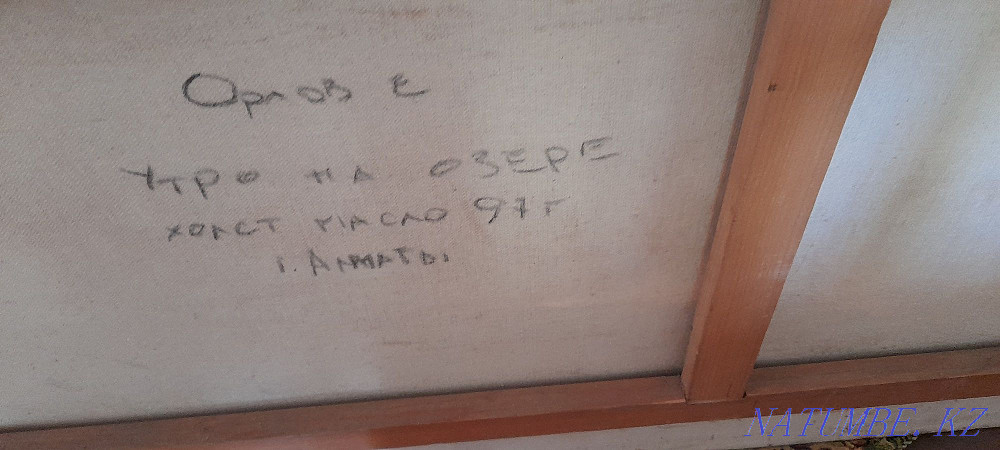 Орлов Е
Утро на ОЗЕРЕ
холст масло 97г
г. Алматы
NATUMBE.KZ